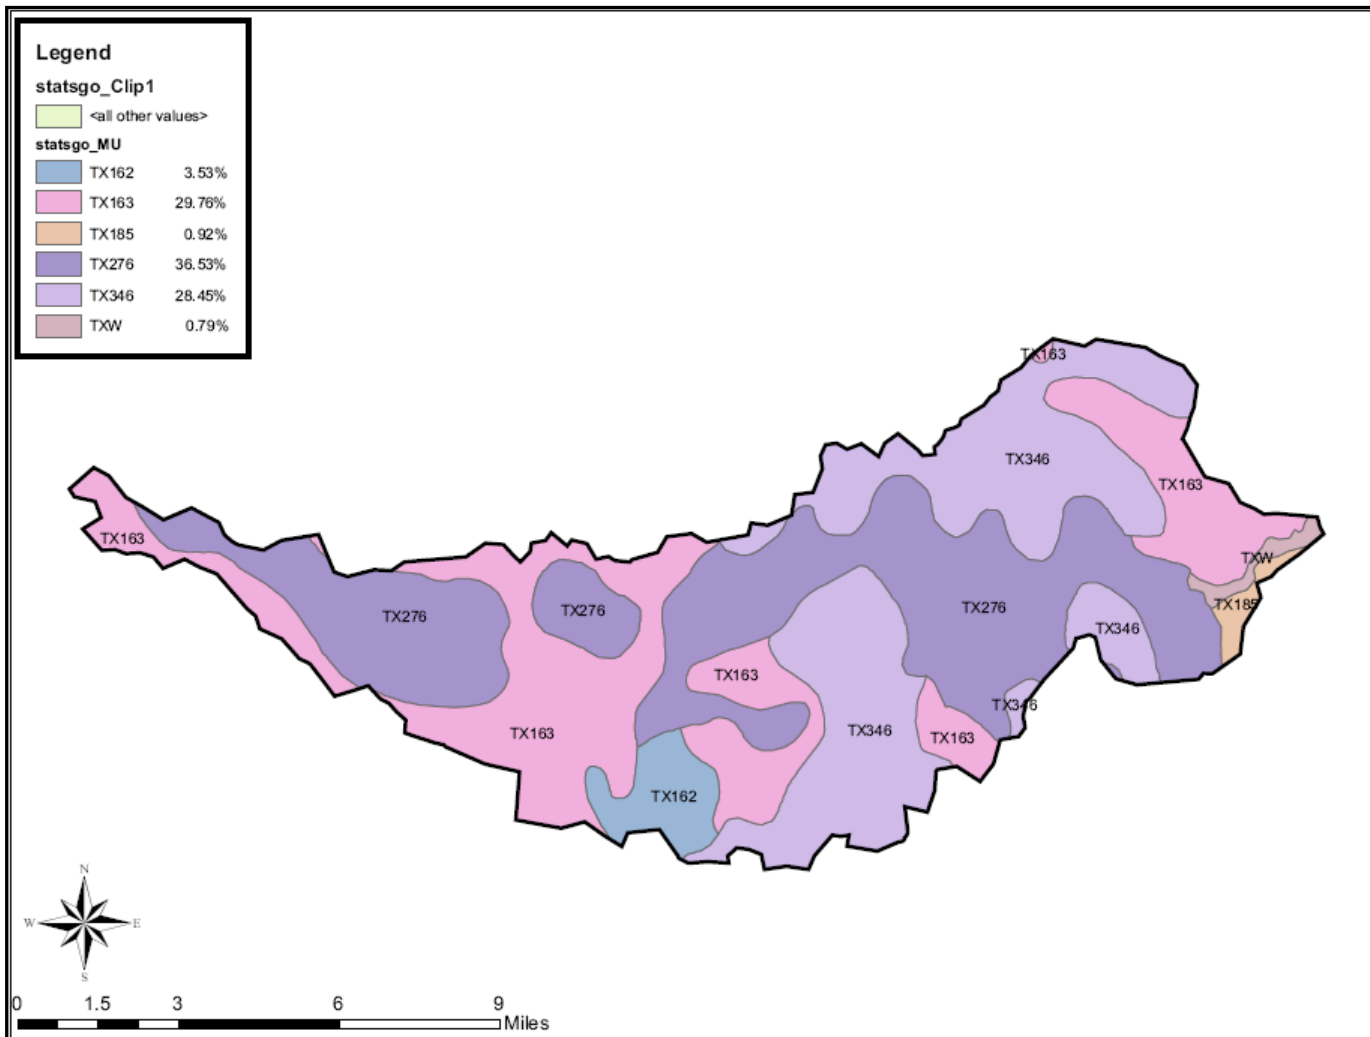 Legend
statsgo_Clip1
<all other values>
statsgo_MU
TX162 3.53%
TX163 29.76%
TX185 0.92%
TX276 36.53%
TX346 28.45%
TXW 0.79%
TX163
TX346
TX163
TX163
TXW
TX276
TX276
TX276
TX185
TX346
TX163
TX346
TX163
TX346
TX163
TX162
N
W E
S
0 1.5 3 6 9
Miles